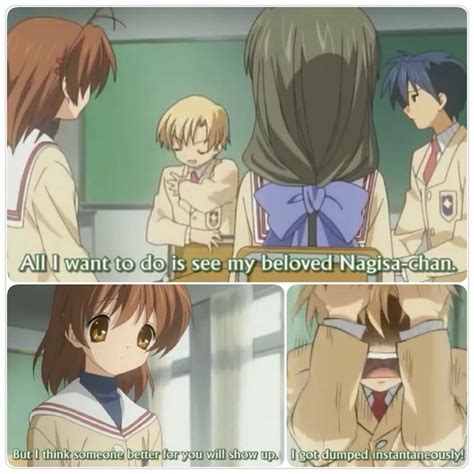 All I want to do is see my beloved Nagisa-chan.
But I think someone better for you will show up.
I got dumped instantaneously!